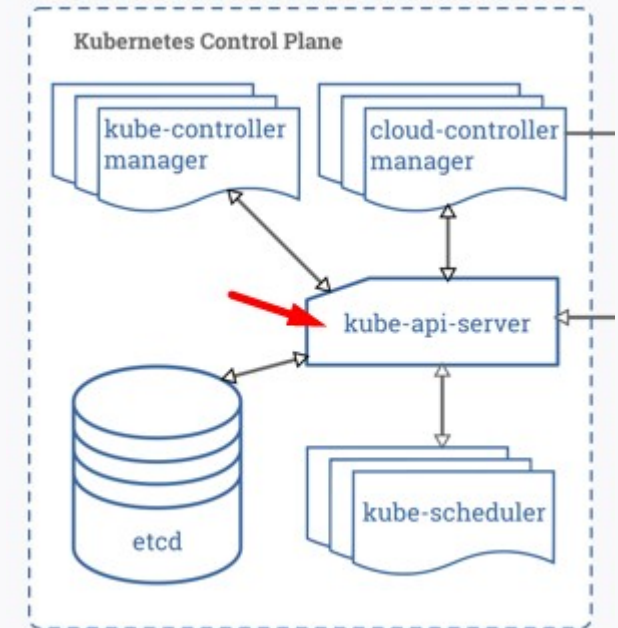 Kubernetes Control Plane
kube-controller
manager
cloud-controller
manager
kube-api-server
kube-scheduler
etcd